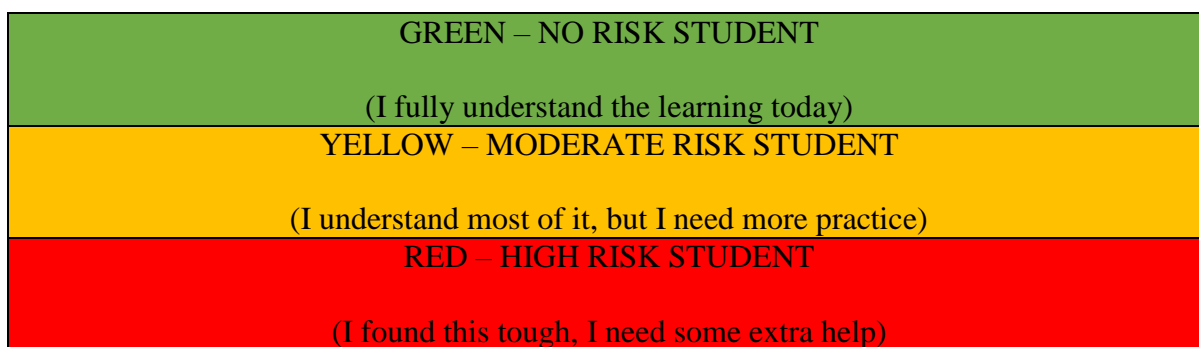 GREEN – NO RISK STUDENT
(I fully understand the learning today)
YELLOW – MODERATE RISK STUDENT
(I understand most of it, but I need more practice)
RED – HIGH RISK STUDENT
(I found this tough, I need some extra help)